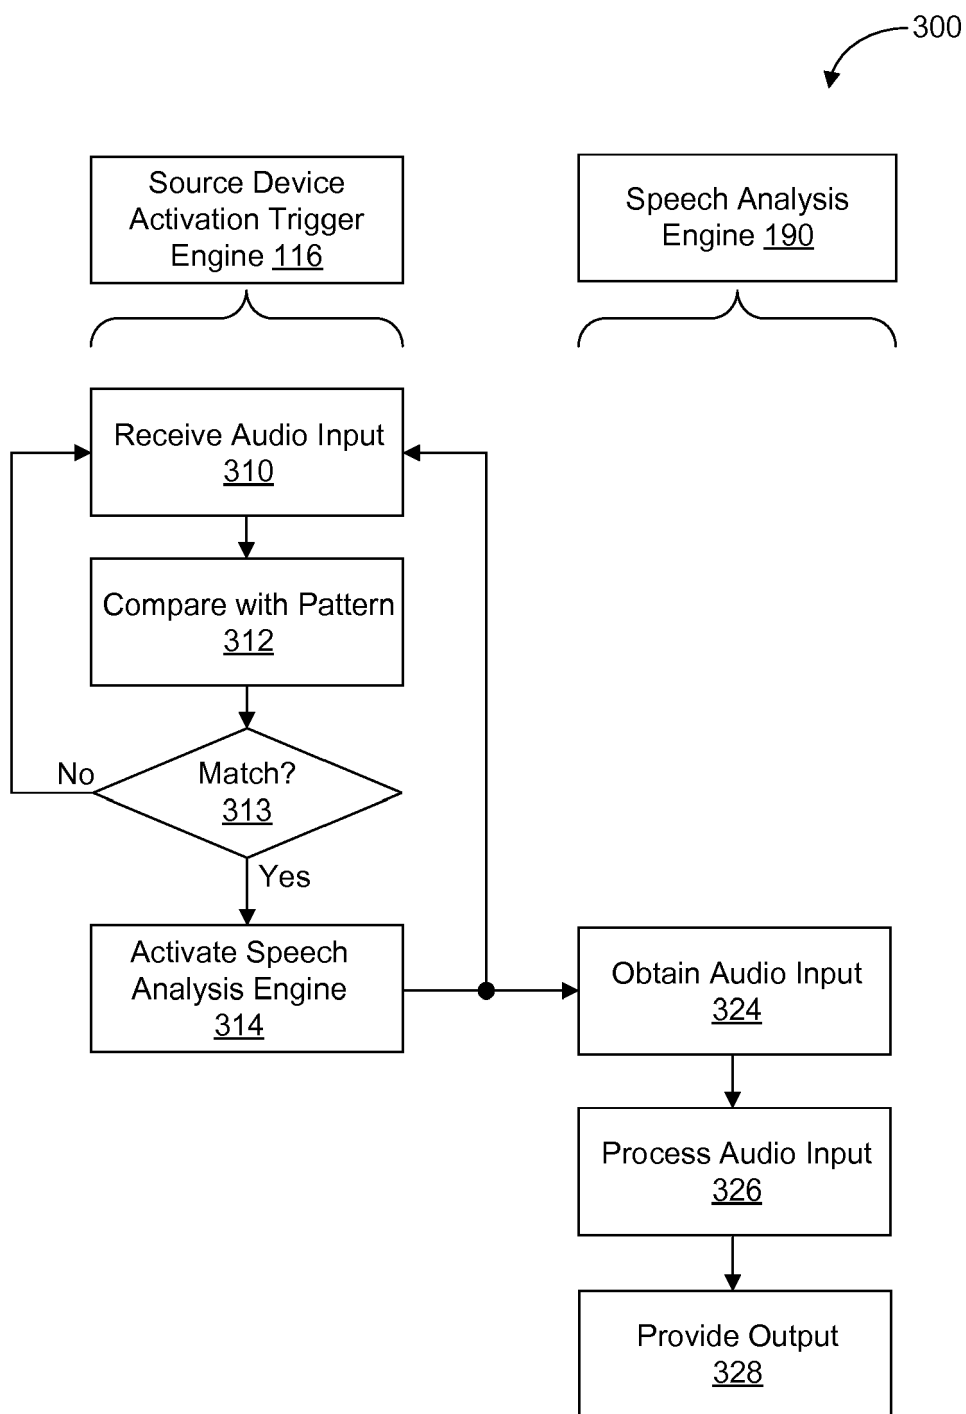 300
Source Device
Activation Trigger
Engine 116
Speech Analysis
Engine 190
Receive Audio Input
310
Compare with Pattern
312
No
Match?
313
Yes
Activate Speech
Analysis Engine
314
Obtain Audio Input
324
Process Audio Input
326
Provide Output
328